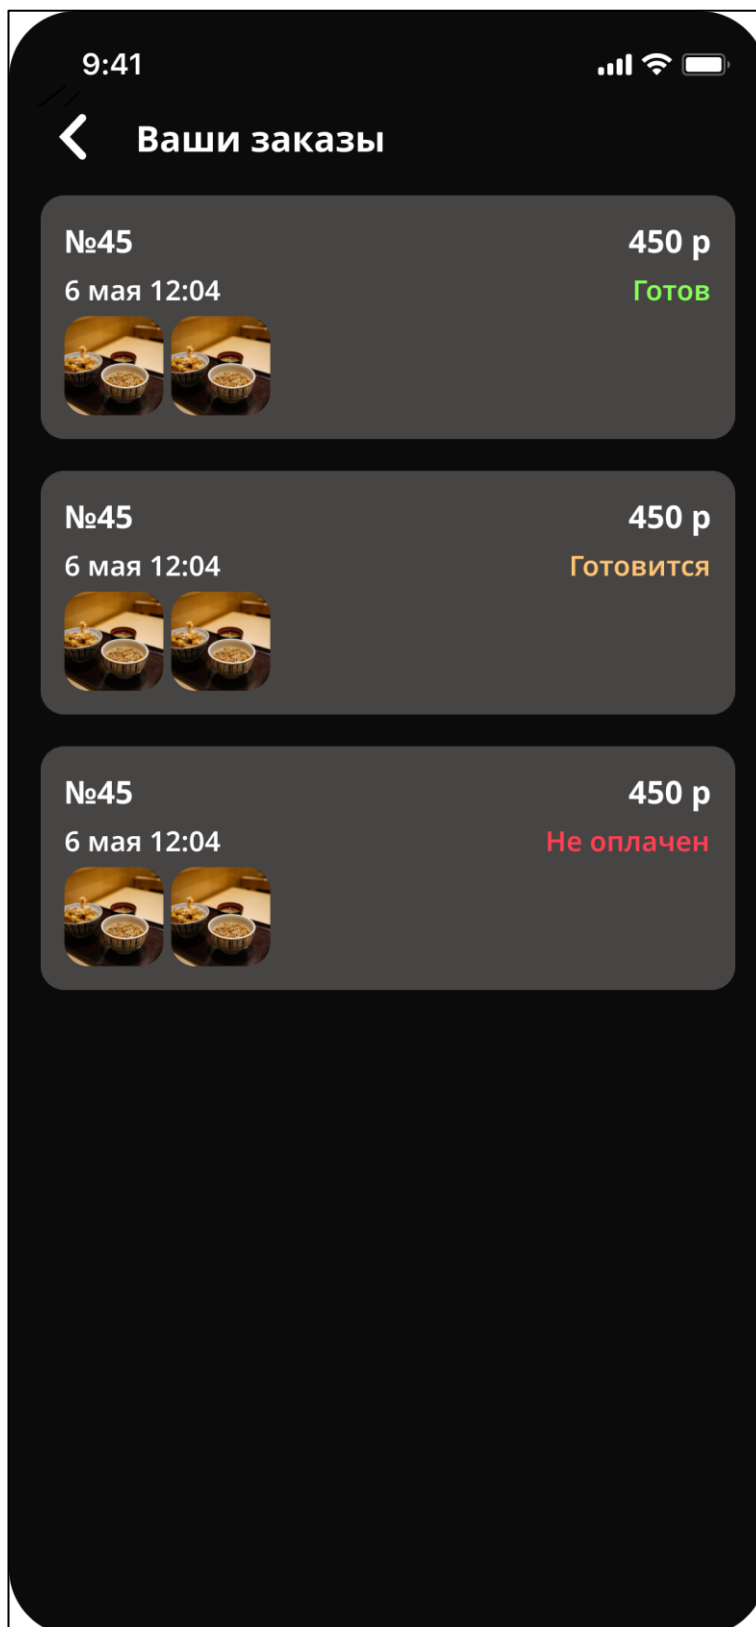 9:41
Ваши заказы
№45 450 р
6 мая 12:04 Готов
№45 450 р
6 мая 12:04 Готовится
№45 450 р
6 мая 12:04 Не оплачен